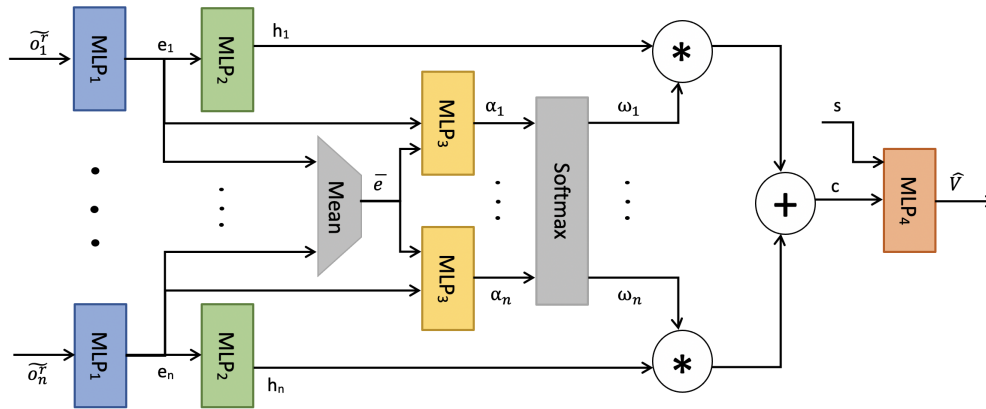 õ₁ʳ
MLP₁
e₁
MLP₂
h₁
*
MLP₃
α₁
ω₁
s
Mean
e̅
Softmax
+
c
MLP₄
V̂
MLP₃
αₙ
ωₙ
õₙʳ
MLP₁
eₙ
MLP₂
hₙ
*